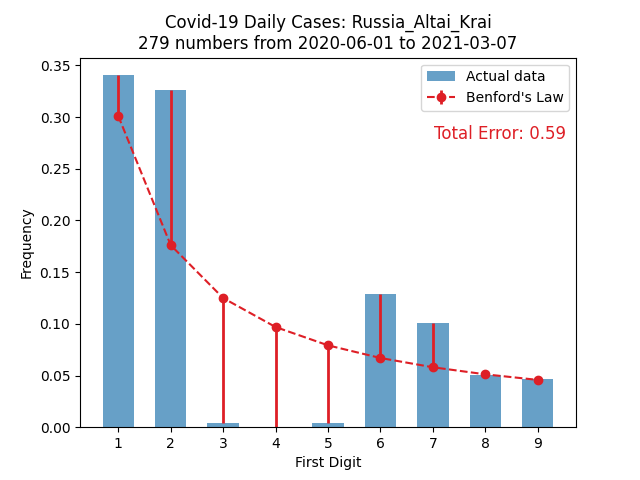 Covid-19 Daily Cases: Russia_Altai_Krai
279 numbers from 2020-06-01 to 2021-03-07
Actual data
Benford's Law
Total Error: 0.59
Frequency
0.35
0.30
0.25
0.20
0.15
0.10
0.05
0.00
1 2 3 4 5 6 7 8 9
First Digit